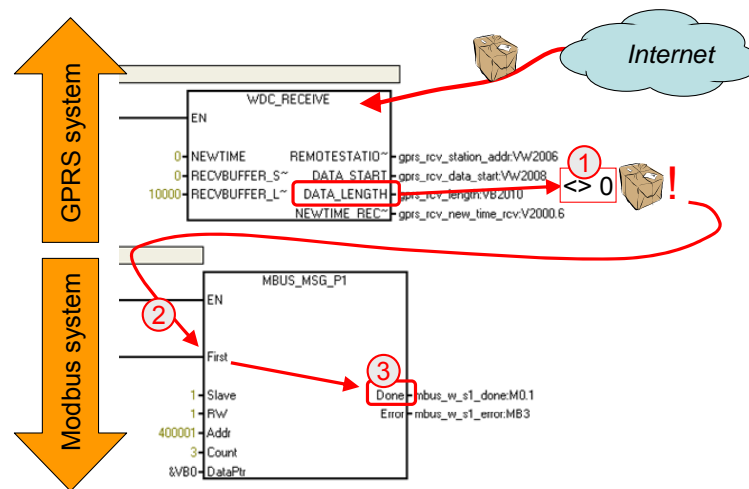 Internet
GPRS system
WDC_RECEIVE
EN
0 NEWTIME REMOTESTATIO~ gprs_rcv_station_addr:VW2006
0 RECVBUFFER_S~ DATA_START gprs_rcv_data_start:VW2008
10000 RECVBUFFER_L~ DATA_LENGTH gprs_rcv_length:VB2010
NEWTIME_REC~ gprs_rcv_new_time_rcv:V2000.6
1
<> 0 !
Modbus system
MBUS_MSG_P1
EN
2
First
3
1 Slave Done mbus_w_s1_done:M0.1
1 RW Error mbus_w_s1_error:MB3
400001 Addr
3 Count
&VB0 DataPtr